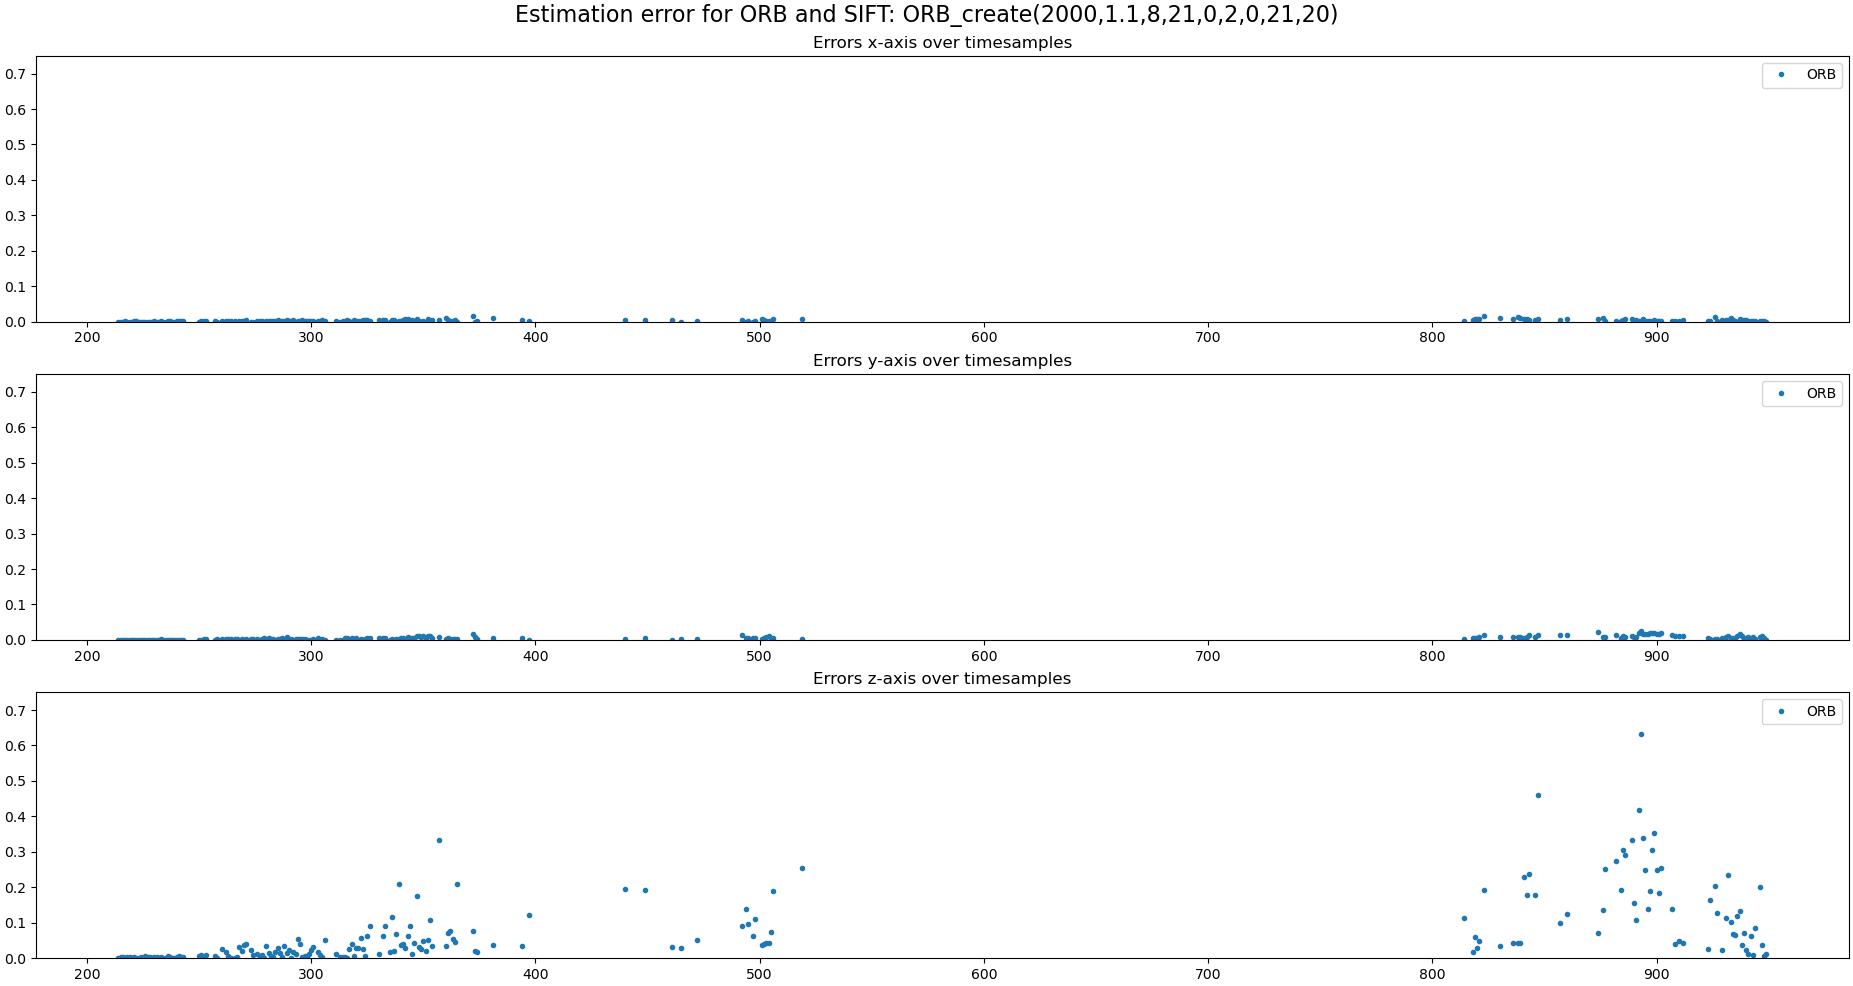 Estimation error for ORB and SIFT: ORB_create(2000,1.1,8,21,0,2,0,21,20)
Errors x-axis over timesamples
0.7
0.6
0.5
0.4
0.3
0.2
0.1
0.0
ORB
200 300 400 500 600 700 800 900
Errors y-axis over timesamples
0.7
0.6
0.5
0.4
0.3
0.2
0.1
0.0
ORB
200 300 400 500 600 700 800 900
Errors z-axis over timesamples
0.7
0.6
0.5
0.4
0.3
0.2
0.1
0.0
ORB
200 300 400 500 600 700 800 900